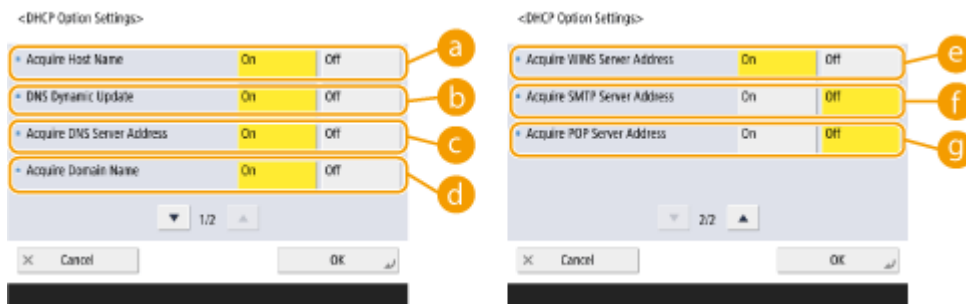 <DHCP Option Settings>
Acquire Host Name On Off a
DNS Dynamic Update On Off b
Acquire DNS Server Address On Off c
Acquire Domain Name On Off d
1/2
Cancel OK
<DHCP Option Settings>
Acquire WINS Server Address On Off e
Acquire SMTP Server Address On Off f
Acquire POP Server Address On Off g
2/2
Cancel OK